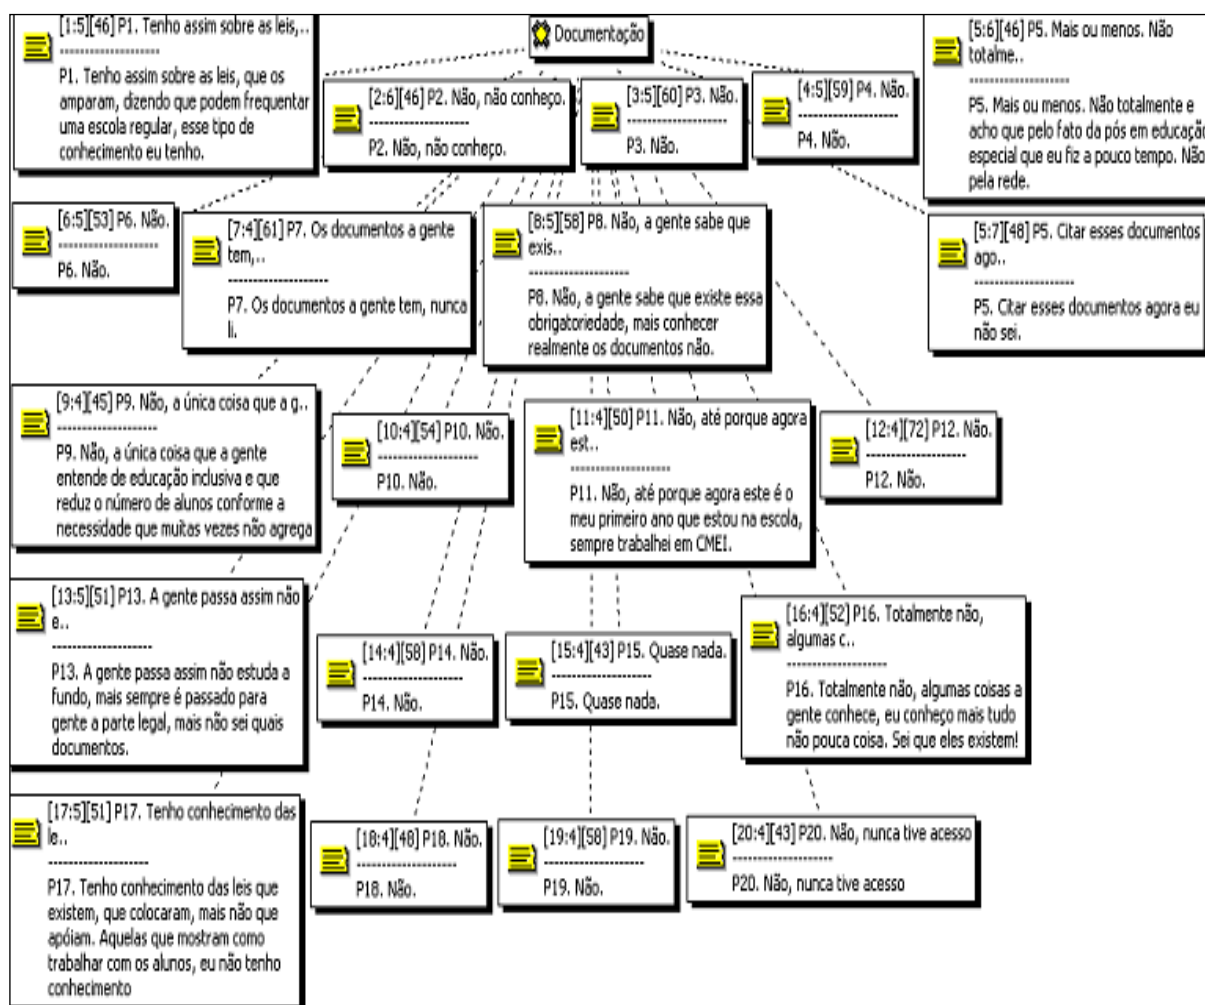 [1:5][46] P1. Tenho assim sobre as leis,..
--------------------
P1. Tenho assim sobre as leis, que os
amparam, dizendo que podem frequentar
uma escola regular, esse tipo de
conhecimento eu tenho.
Documentação
[5:6][46] P5. Mais ou menos. Não
totalme..
--------------------
P5. Mais ou menos. Não totalmente e
acho que pelo fato da pós em educação
especial que eu fiz a pouco tempo. Não
pela rede.
[2:6][46] P2. Não, não conheço.
--------------------
P2. Não, não conheço.
[3:5][60] P3. Não.
--------------------
P3. Não.
[4:5][59] P4. Não.
--------------------
P4. Não.
[6:5][53] P6. Não.
--------------------
P6. Não.
[7:4][61] P7. Os documentos a gente
tem,..
--------------------
P7. Os documentos a gente tem, nunca
li.
[8:5][58] P8. Não, a gente sabe que
exis..
--------------------
P8. Não, a gente sabe que existe essa
obrigatoriedade, mais conhecer
realmente os documentos não.
[5:7][48] P5. Citar esses documentos
ago..
--------------------
P5. Citar esses documentos agora eu
não sei.
[9:4][45] P9. Não, a única coisa que a g..
--------------------
P9. Não, a única coisa que a gente
entende de educação inclusiva e que
reduz o número de alunos conforme a
necessidade que muitas vezes não agrega
[10:4][54] P10. Não.
--------------------
P10. Não.
[11:4][50] P11. Não, até porque agora
est..
--------------------
P11. Não, até porque agora este é o
meu primeiro ano que estou na escola,
sempre trabalhei em CMEI.
[12:4][72] P12. Não.
--------------------
P12. Não.
[13:5][51] P13. A gente passa assim não
e..
--------------------
P13. A gente passa assim não estuda a
fundo, mais sempre é passado para
gente a parte legal, mais não sei quais
documentos.
[14:4][58] P14. Não.
--------------------
P14. Não.
[15:4][43] P15. Quase nada.
--------------------
P15. Quase nada.
[16:4][52] P16. Totalmente não,
algumas c..
--------------------
P16. Totalmente não, algumas coisas a
gente conhece, eu conheço mais tudo
não pouca coisa. Sei que eles existem!
[17:5][51] P17. Tenho conhecimento das
le..
--------------------
P17. Tenho conhecimento das leis que
existem, que colocaram, mais não que
apóiam. Aquelas que mostram como
trabalhar com os alunos, eu não tenho
conhecimento
[18:4][48] P18. Não.
--------------------
P18. Não.
[19:4][58] P19. Não.
--------------------
P19. Não.
[20:4][43] P20. Não, nunca tive acesso
--------------------
P20. Não, nunca tive acesso